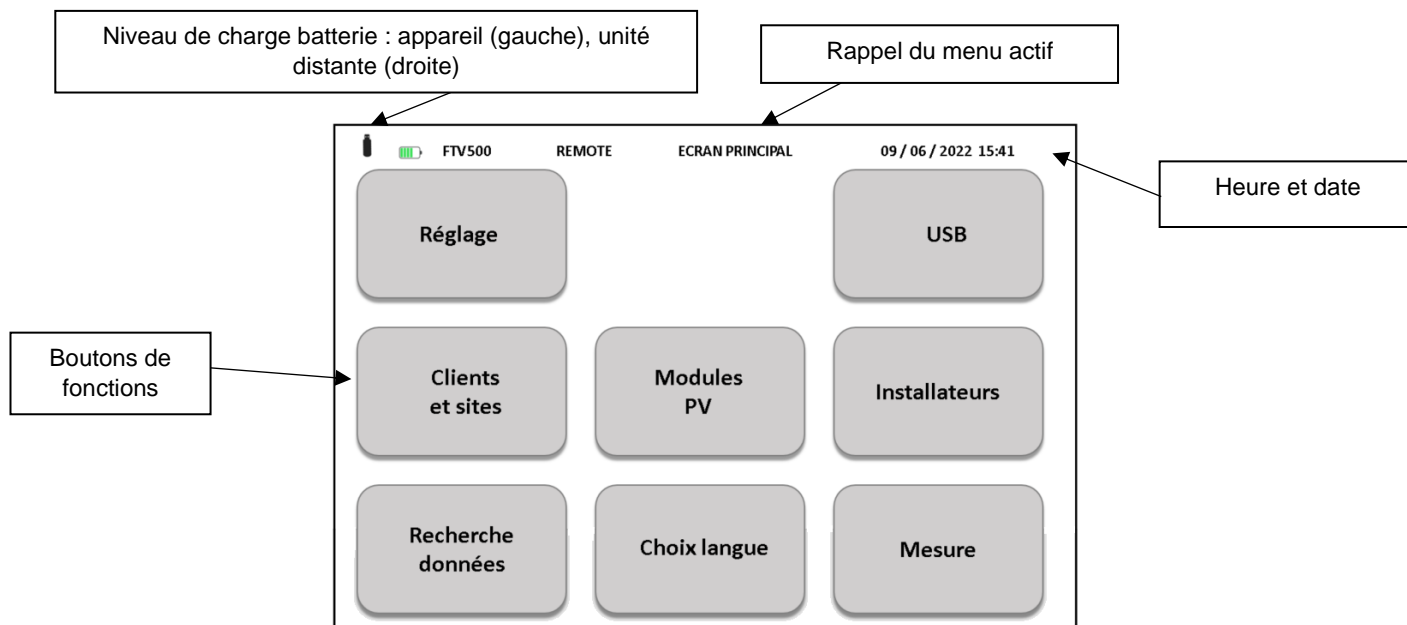 Niveau de charge batterie : appareil (gauche), unité
distante (droite)
Rappel du menu actif
FTV500 REMOTE ECRAN PRINCIPAL 09 / 06 / 2022 15:41
Heure et date
Réglage
USB
Boutons de
fonctions
Clients
et sites
Modules
PV
Installateurs
Recherche
données
Choix langue
Mesure